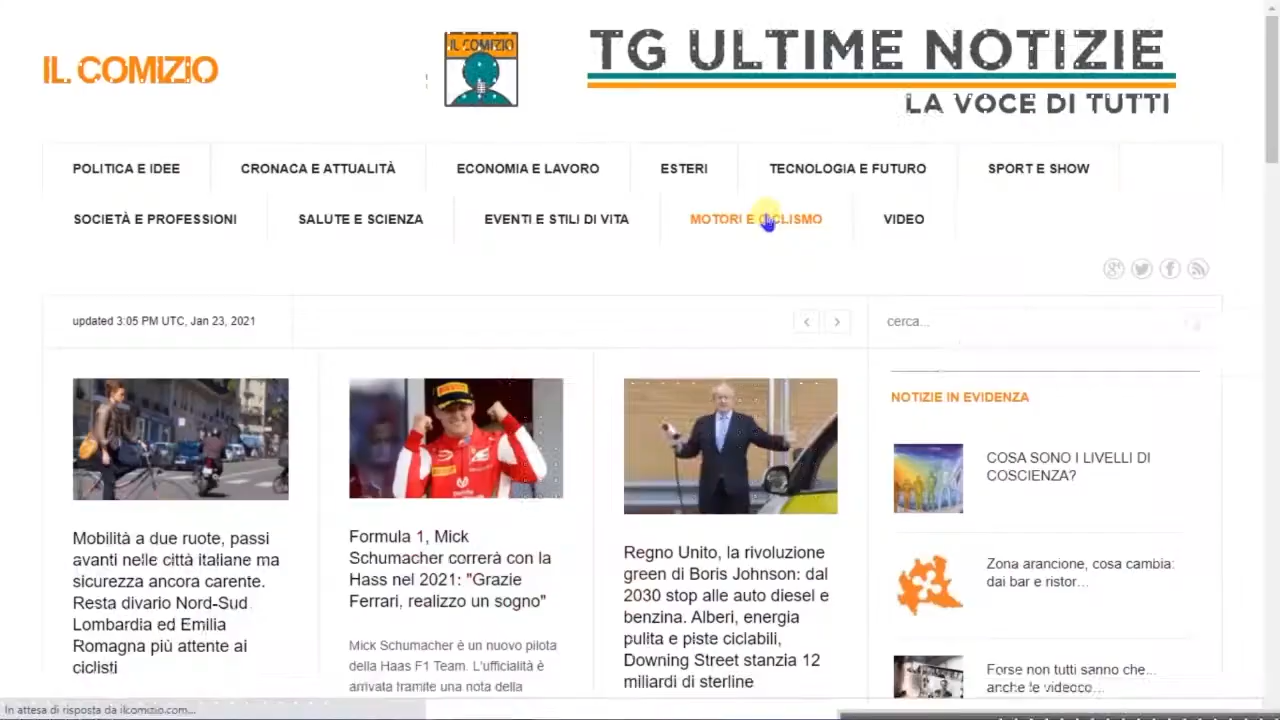 IL COMIZIO
IL COMIZIO
TG ULTIME NOTIZIE
LA VOCE DI TUTTI
POLITICA E IDEE
CRONACA E ATTUALITÀ
ECONOMIA E LAVORO
ESTERI
TECNOLOGIA E FUTURO
SPORT E SHOW
SOCIETÀ E PROFESSIONI
SALUTE E SCIENZA
EVENTI E STILI DI VITA
MOTORI E CICLISMO
VIDEO
updated 3:05 PM UTC, Jan 23, 2021
cerca...
Mobilità a due ruote, passi
avanti nelle città italiane ma
sicurezza ancora carente.
Resta divario Nord-Sud.
Lombardia ed Emilia
Romagna più attente ai
ciclisti
Formula 1, Mick
Schumacher correrà con la
Hass nel 2021: "Grazie
Ferrari, realizzo un sogno"
Mick Schumacher è un nuovo pilota
della Haas F1 Team. L'ufficialità è
arrivata tramite una nota della
Regno Unito, la rivoluzione
green di Boris Johnson: dal
2030 stop alle auto diesel e
benzina. Alberi, energia
pulita e piste ciclabili,
Downing Street stanzia 12
miliardi di sterline
NOTIZIE IN EVIDENZA
COSA SONO I LIVELLI DI
COSCIENZA?
Zona arancione, cosa cambia:
dai bar e ristor...
Forse non tutti sanno che...
anche le videoco...
In attesa di risposta da ilcomizio.com...